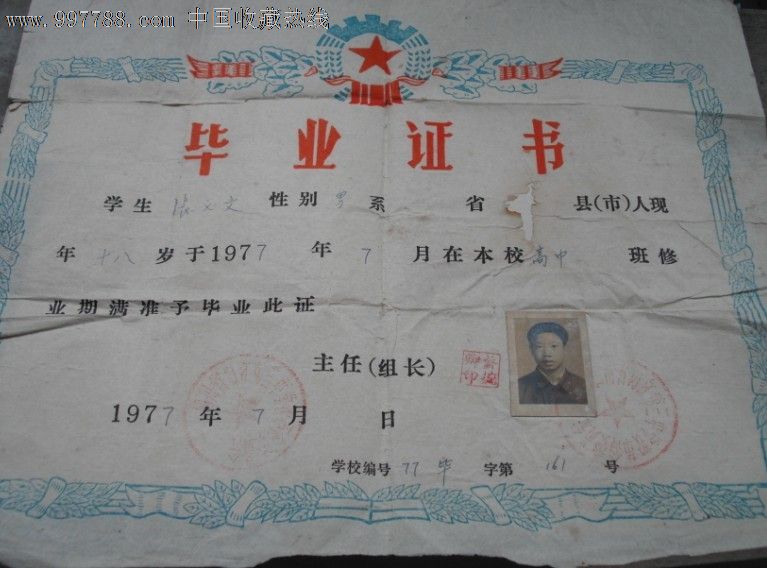 www.997788.com 中国收藏热线
毕业证书
学生 张义文 性别 男 系 省 县(市)人现
年 十八 岁于1977 年 7 月在本校 高中 班修
业期满准予毕业此证
主任(组长)
1977 年 7 月 日
学校编号 77 毕 字第 161 号